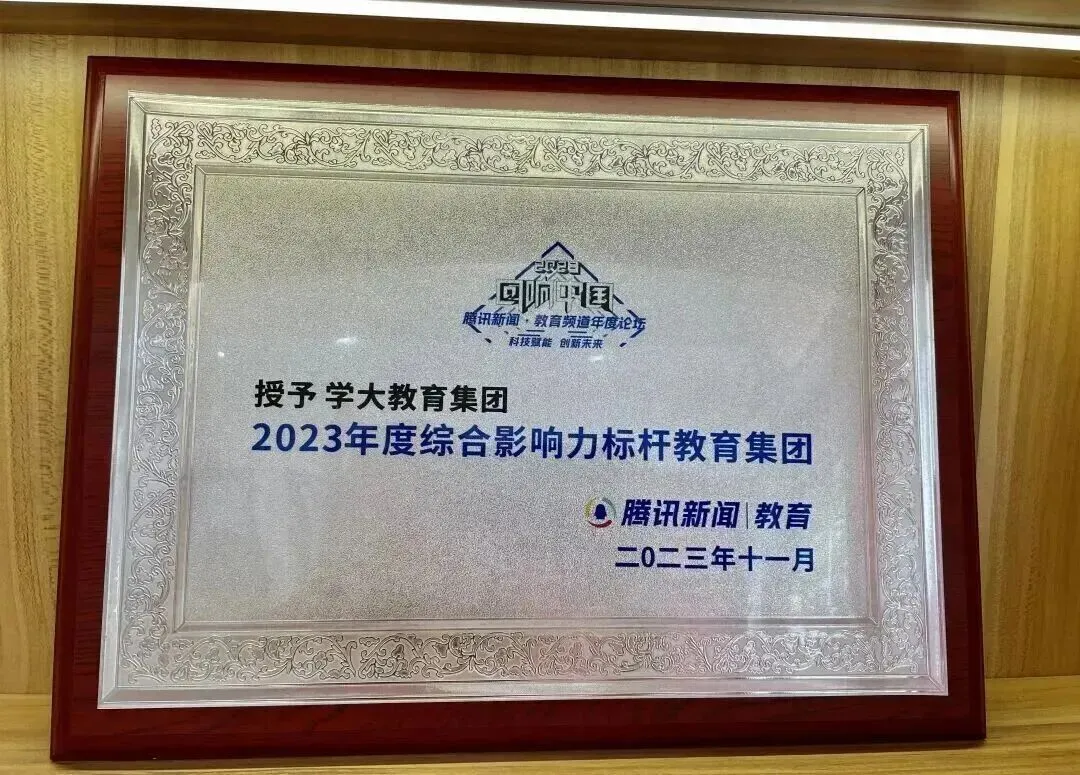 2023
回响中国
腾讯新闻·教育频道年度论坛
科技赋能 创新未来
授予 学大教育集团
2023年度综合影响力标杆教育集团
腾讯新闻|教育
二〇二三年十一月